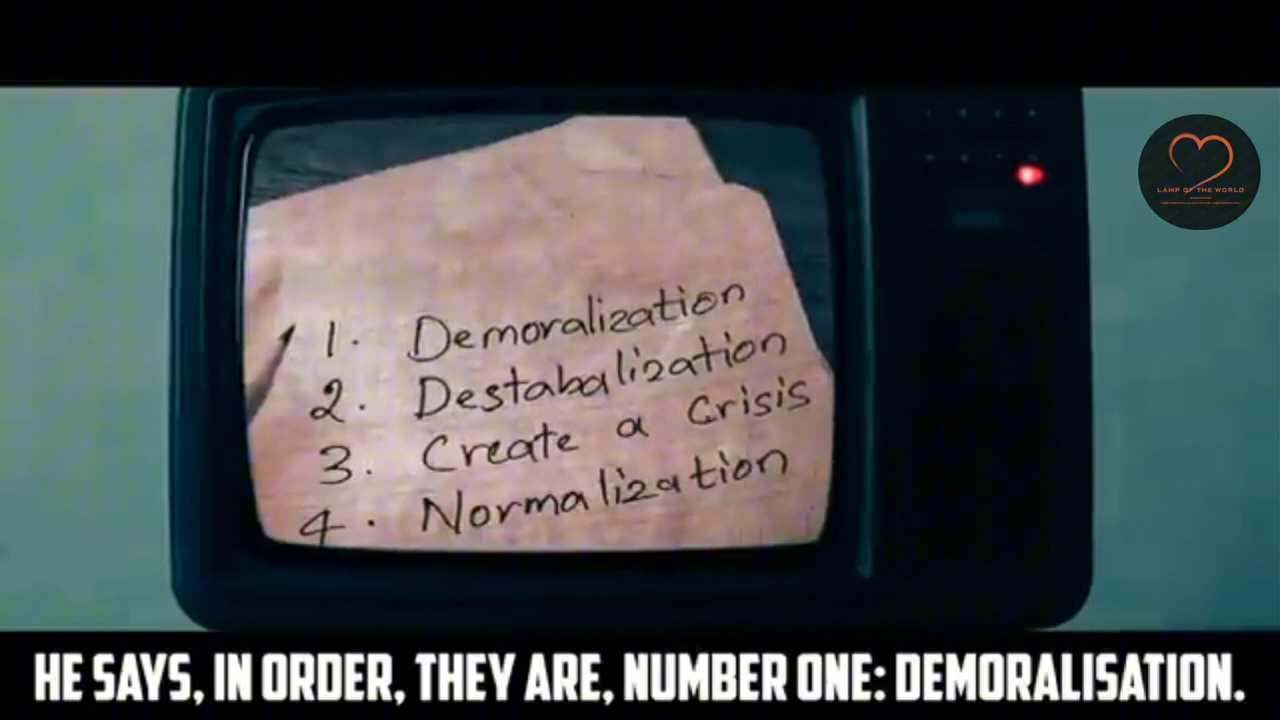 LAMP OF THE WORLD
1. Demoralization
2. Destabalization
3. Create a crisis
4. Normalization
HE SAYS, IN ORDER, THEY ARE, NUMBER ONE: DEMORALISATION.